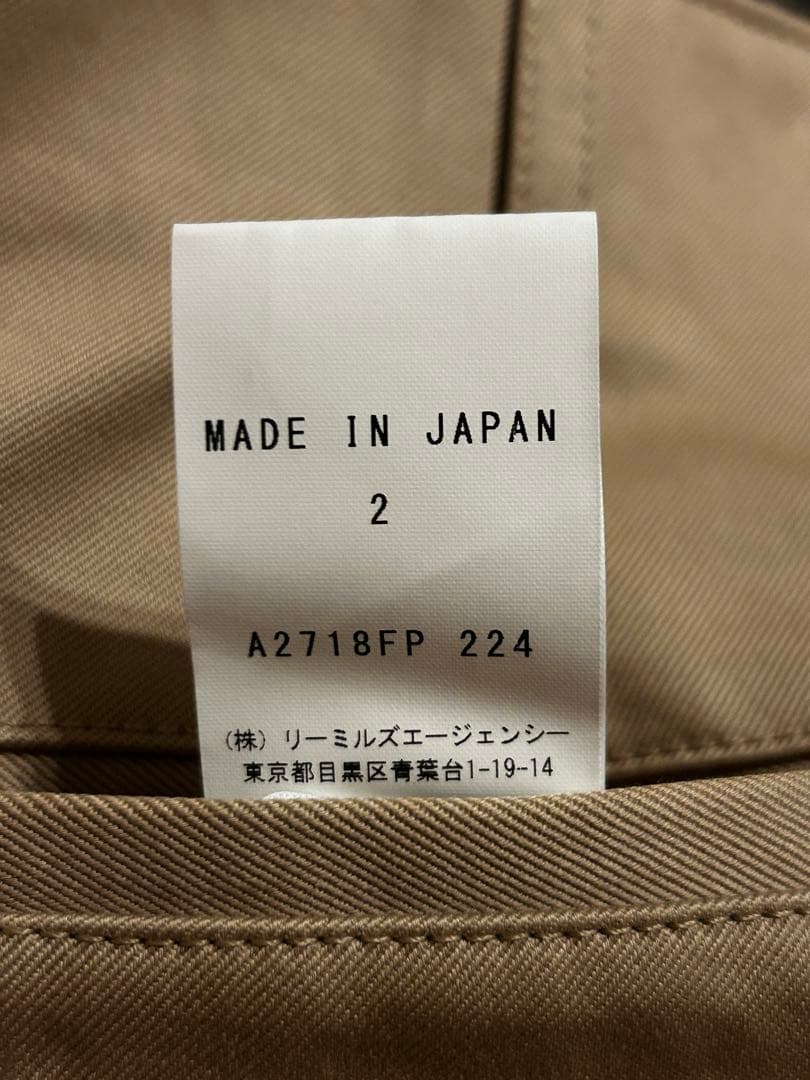 MADE IN JAPAN
2
A2718FP 224
(株) リーミルズエージェンシー
東京都目黒区青葉台1-19-14